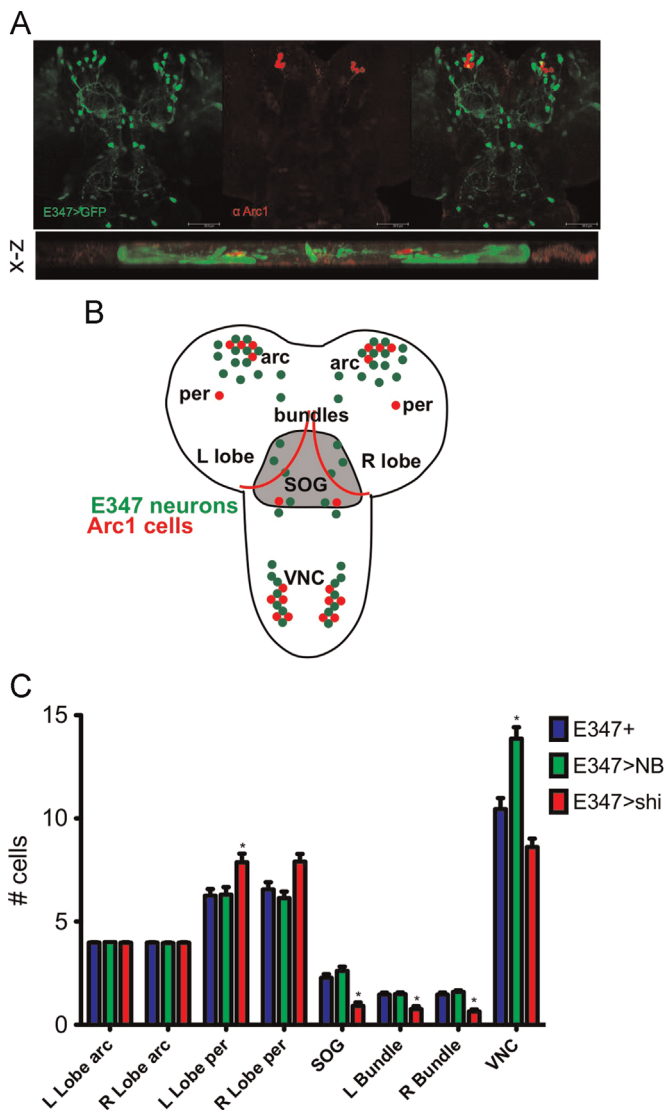 A
E347>GFP
α Arc1
x-z
B
arc
arc
per
per
bundles
L lobe
R lobe
SOG
E347 neurons
Arc1 cells
VNC
C
15
10
5
0
# cells
*
*
*
*
*
E347+
E347>NB
E347>shi
L Lobe arc
R Lobe arc
L Lobe per
R Lobe per
SOG
L Bundle
R Bundle
VNC